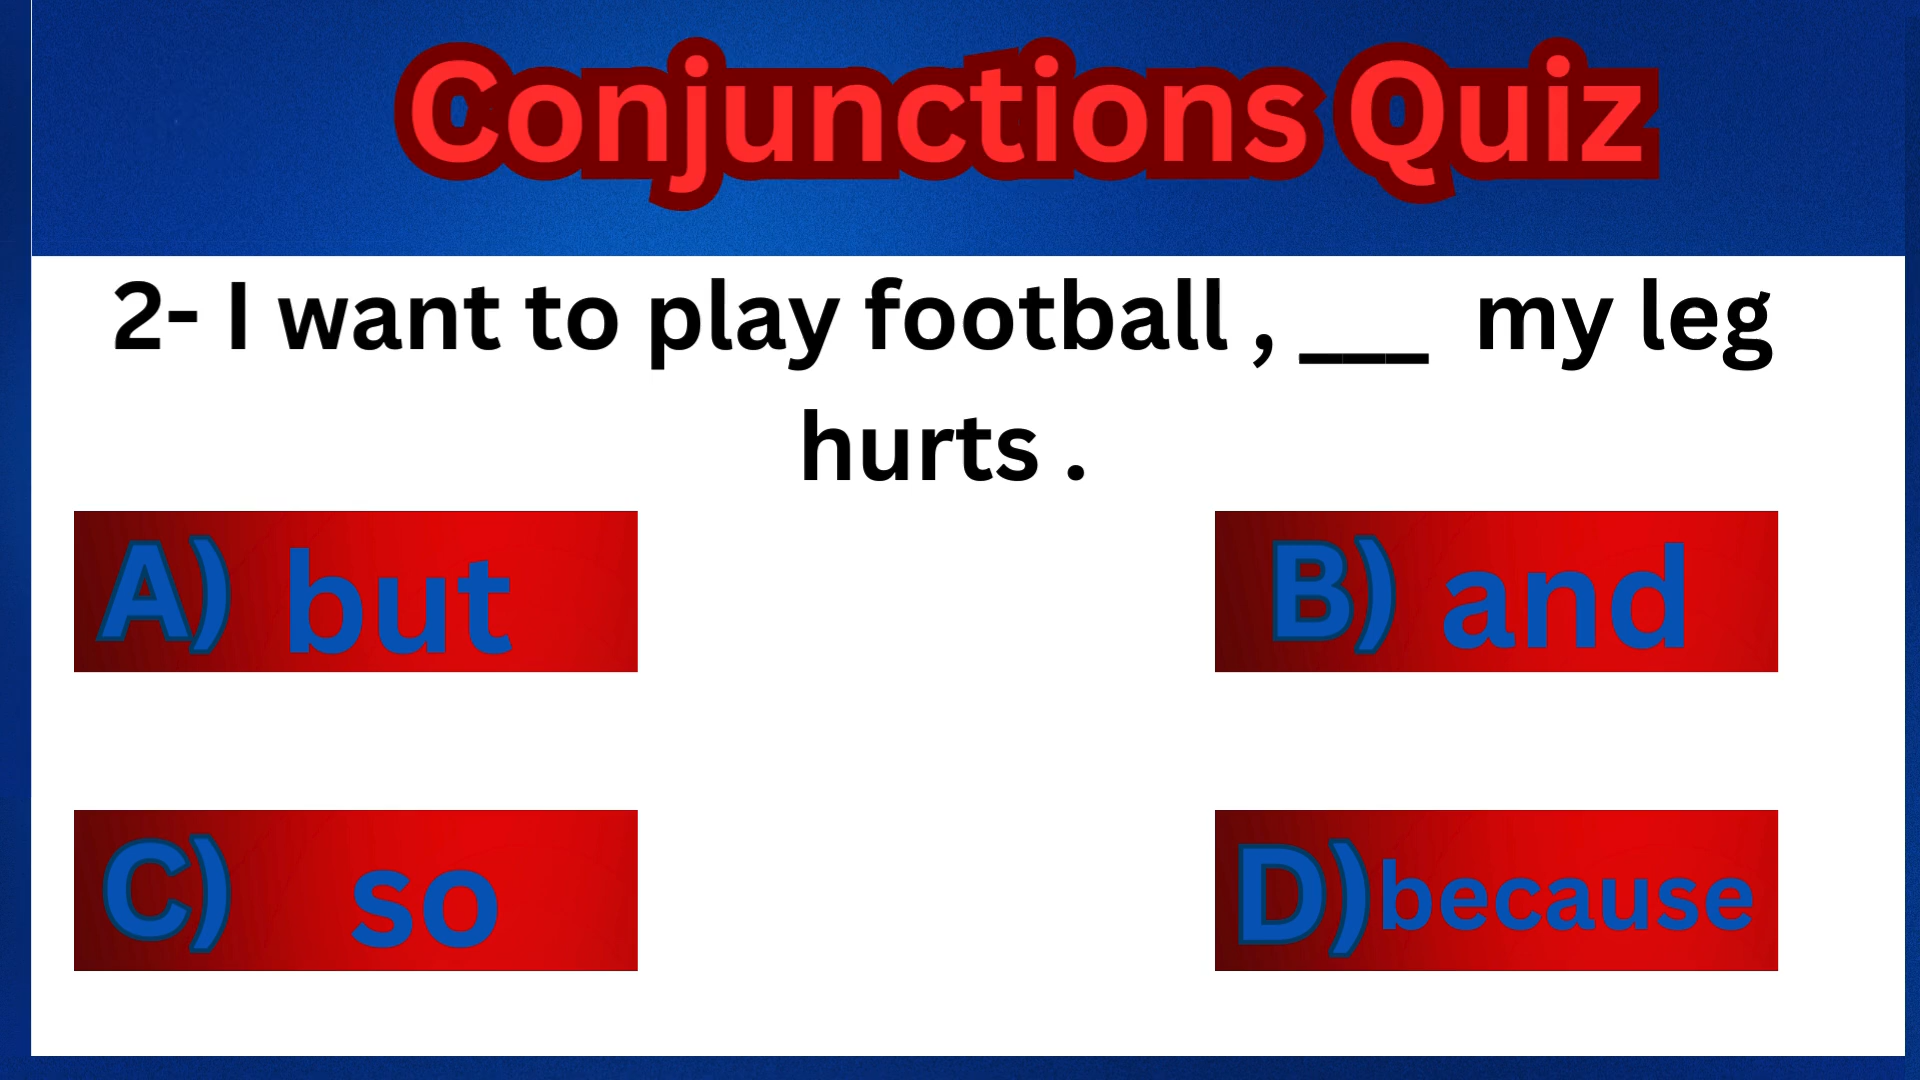 Conjunctions Quiz
2- I want to play football , ___ my leg
hurts .
A) but
B) and
C) so
D) because